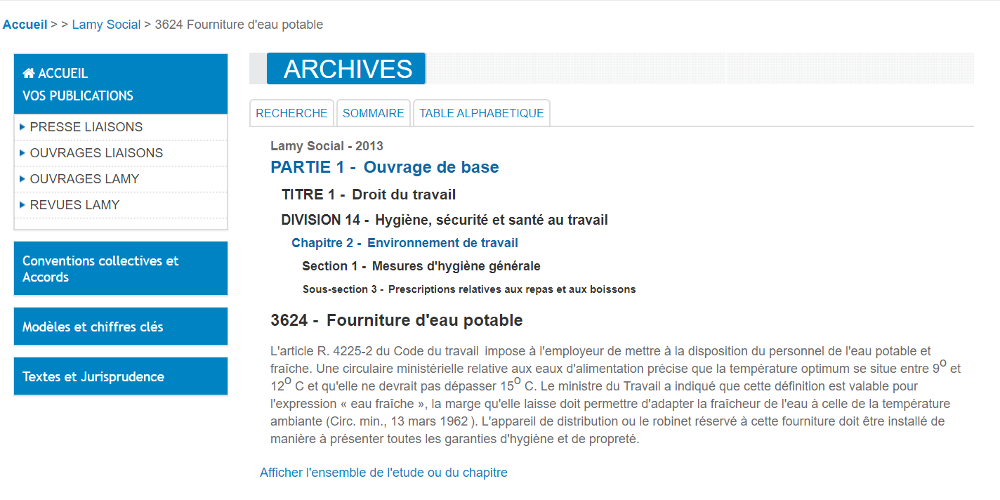 Accueil > > Lamy Social > 3624 Fourniture d'eau potable
ACCUEIL
VOS PUBLICATIONS
PRESSE LIAISONS
OUVRAGES LIAISONS
OUVRAGES LAMY
REVUES LAMY
Conventions collectives et
Accords
Modèles et chiffres clés
Textes et Jurisprudence
ARCHIVES
RECHERCHE
SOMMAIRE
TABLE ALPHABETIQUE
Lamy Social - 2013
PARTIE 1 - Ouvrage de base
TITRE 1 - Droit du travail
DIVISION 14 - Hygiène, sécurité et santé au travail
Chapitre 2 - Environnement de travail
Section 1 - Mesures d'hygiène générale
Sous-section 3 - Prescriptions relatives aux repas et aux boissons
3624 - Fourniture d'eau potable
L'article R. 4225-2 du Code du travail impose à l'employeur de mettre à la disposition du personnel de l'eau potable et
fraîche. Une circulaire ministérielle relative aux eaux d'alimentation précise que la température optimum se situe entre 9o et
12o C et qu'elle ne devrait pas dépasser 15o C. Le ministre du Travail a indiqué que cette définition est valable pour
l'expression « eau fraîche », la marge qu'elle laisse doit permettre d'adapter la fraîcheur de l'eau à celle de la température
ambiante (Circ. min., 13 mars 1962 ). L'appareil de distribution ou le robinet réservé à cette fourniture doit être installé de
manière à présenter toutes les garanties d'hygiène et de propreté.
Afficher l'ensemble de l'etude ou du chapitre